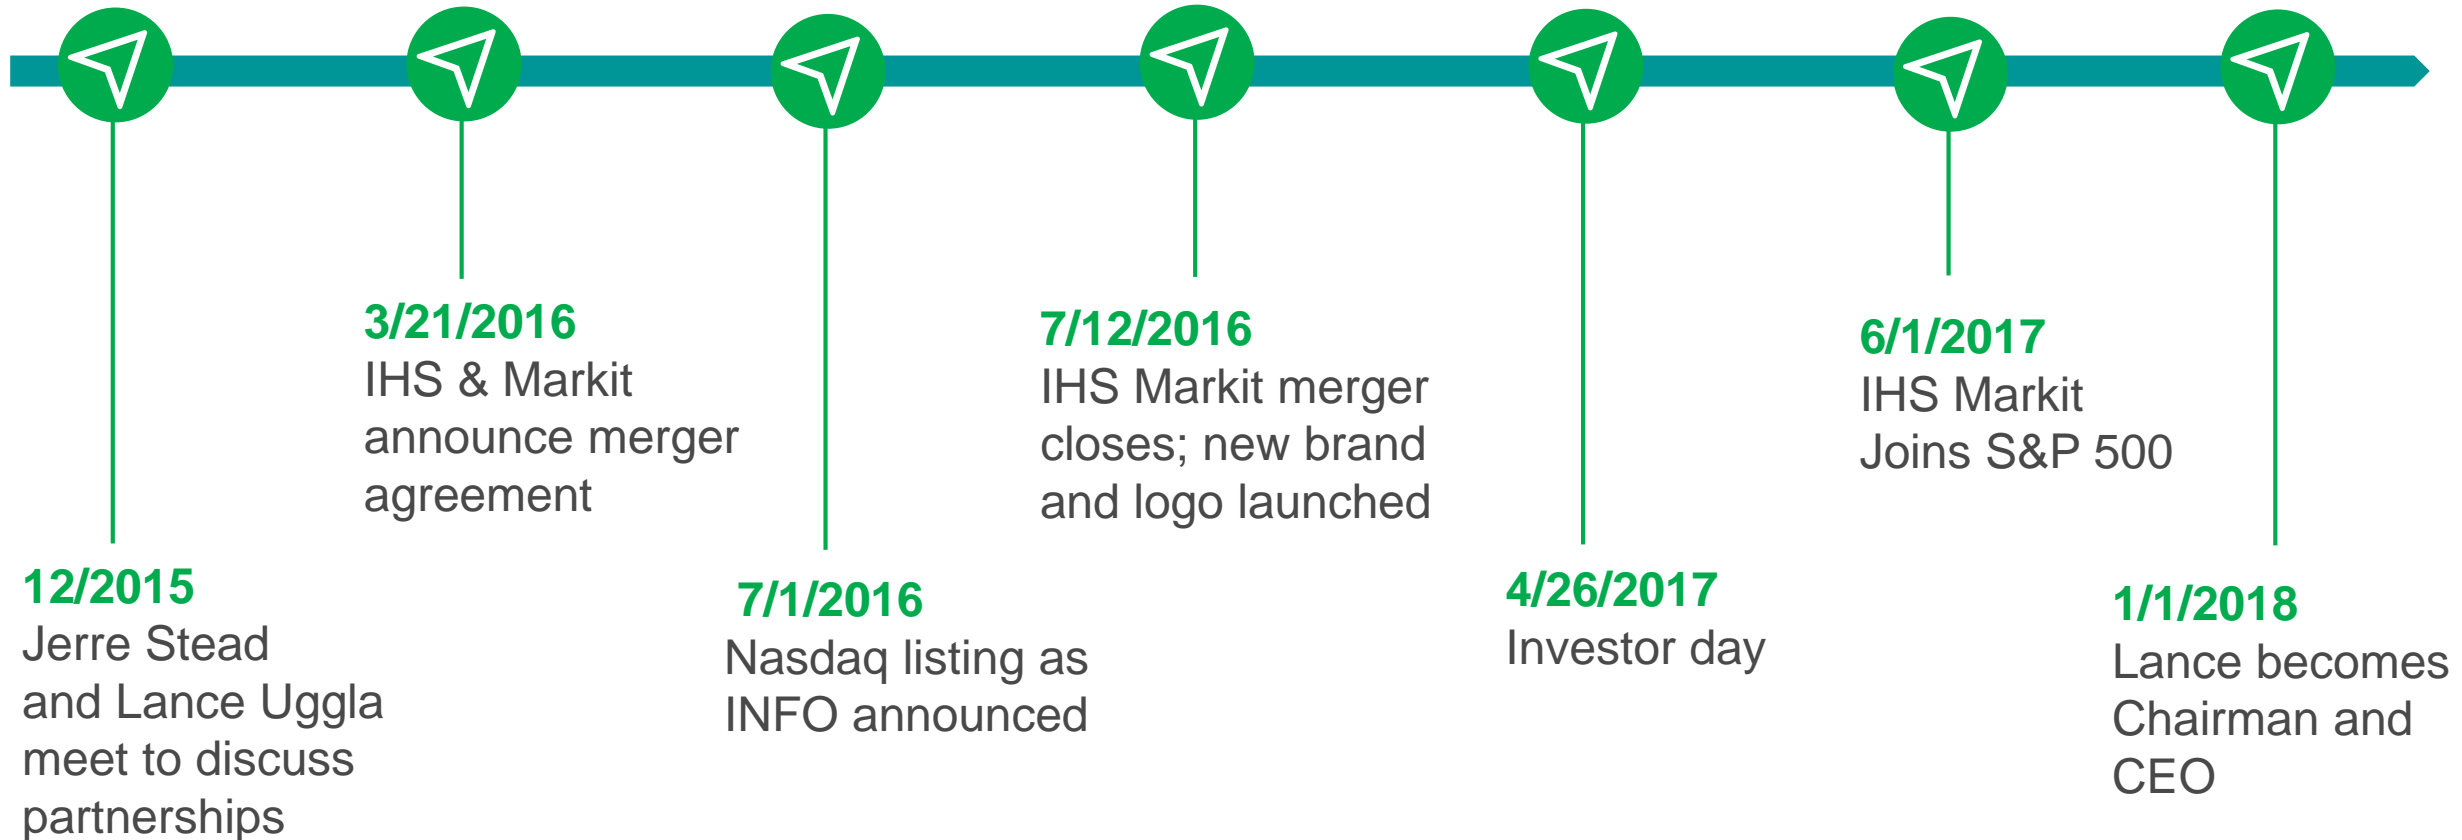 12/2015
Jerre Stead
and Lance Uggla
meet to discuss
partnerships
3/21/2016
IHS & Markit
announce merger
agreement
7/1/2016
Nasdaq listing as
INFO announced
7/12/2016
IHS Markit merger
closes; new brand
and logo launched
4/26/2017
Investor day
6/1/2017
IHS Markit
Joins S&P 500
1/1/2018
Lance becomes
Chairman and
CEO